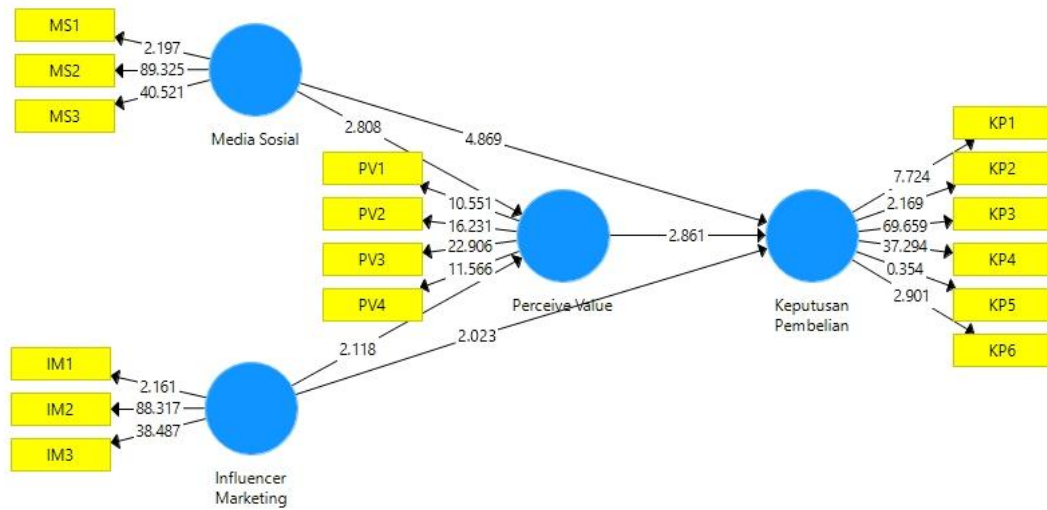 MS1
2.197
MS2
89.325
MS3
40.521
Media Sosial
2.808
4.869
PV1
10.551
PV2
16.231
PV3
22.906
PV4
11.566
Perceive Value
2.861
2.118
2.023
KP1
7.724
KP2
2.169
KP3
69.659
KP4
37.294
KP5
0.354
KP6
2.901
Keputusan
Pembelian
IM1
2.161
IM2
88.317
IM3
38.487
Influencer
Marketing